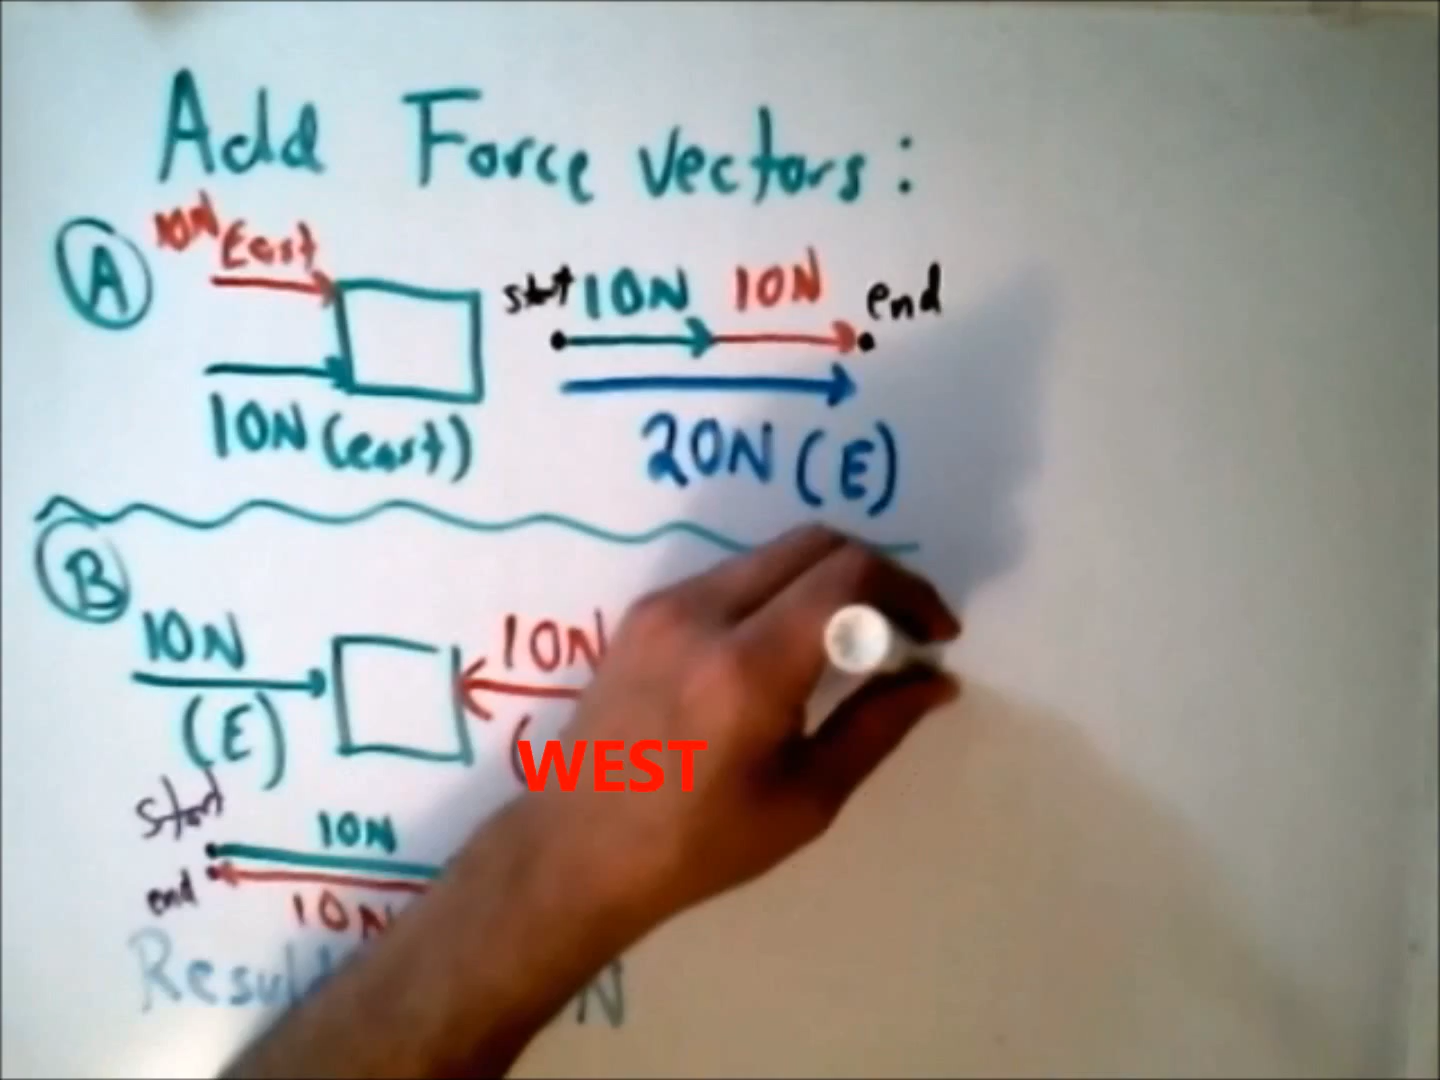 Add Force vectors:
A
10N East
10N (east)
start 10N 10N end
20N (E)
B
10N
(E)
10N
WEST
start
10N
end
10N